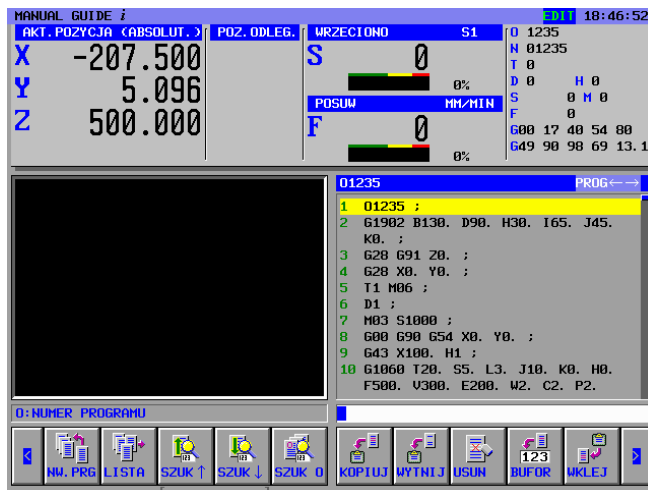 MANUAL GUIDE i EDIT 18:46:52
AKT.POZYCJA (ABSOLUT.) POZ.ODLEG. WRZECIONO S1
X -207.500
Y 5.096
Z 500.000
S 0
0%
POSUW MM/MIN
F 0
0%
O 1235
N 01235
T 0
D 0 H 0
S 0 M 0
F 0
G00 17 40 54 80
G49 90 98 69 13.1
O1235 PROG←→
1 O1235 ;
2 G1902 B130. D90. H30. I65. J45.
K0. ;
3 G28 G91 Z0. ;
4 G28 X0. Y0. ;
5 T1 M06 ;
6 D1 ;
7 M03 S1000 ;
8 G00 G90 G54 X0. Y0. ;
9 G43 X100. H1 ;
10 G1060 T20. S5. L3. J10. K0. H0.
F500. V300. E200. W2. C2. P2.
O:NUMER PROGRAMU
NW.PRG LISTA SZUK↑ SZUK↓ SZUK O KOPIUJ WYTNIJ USUN BUFOR WKLEJ
123